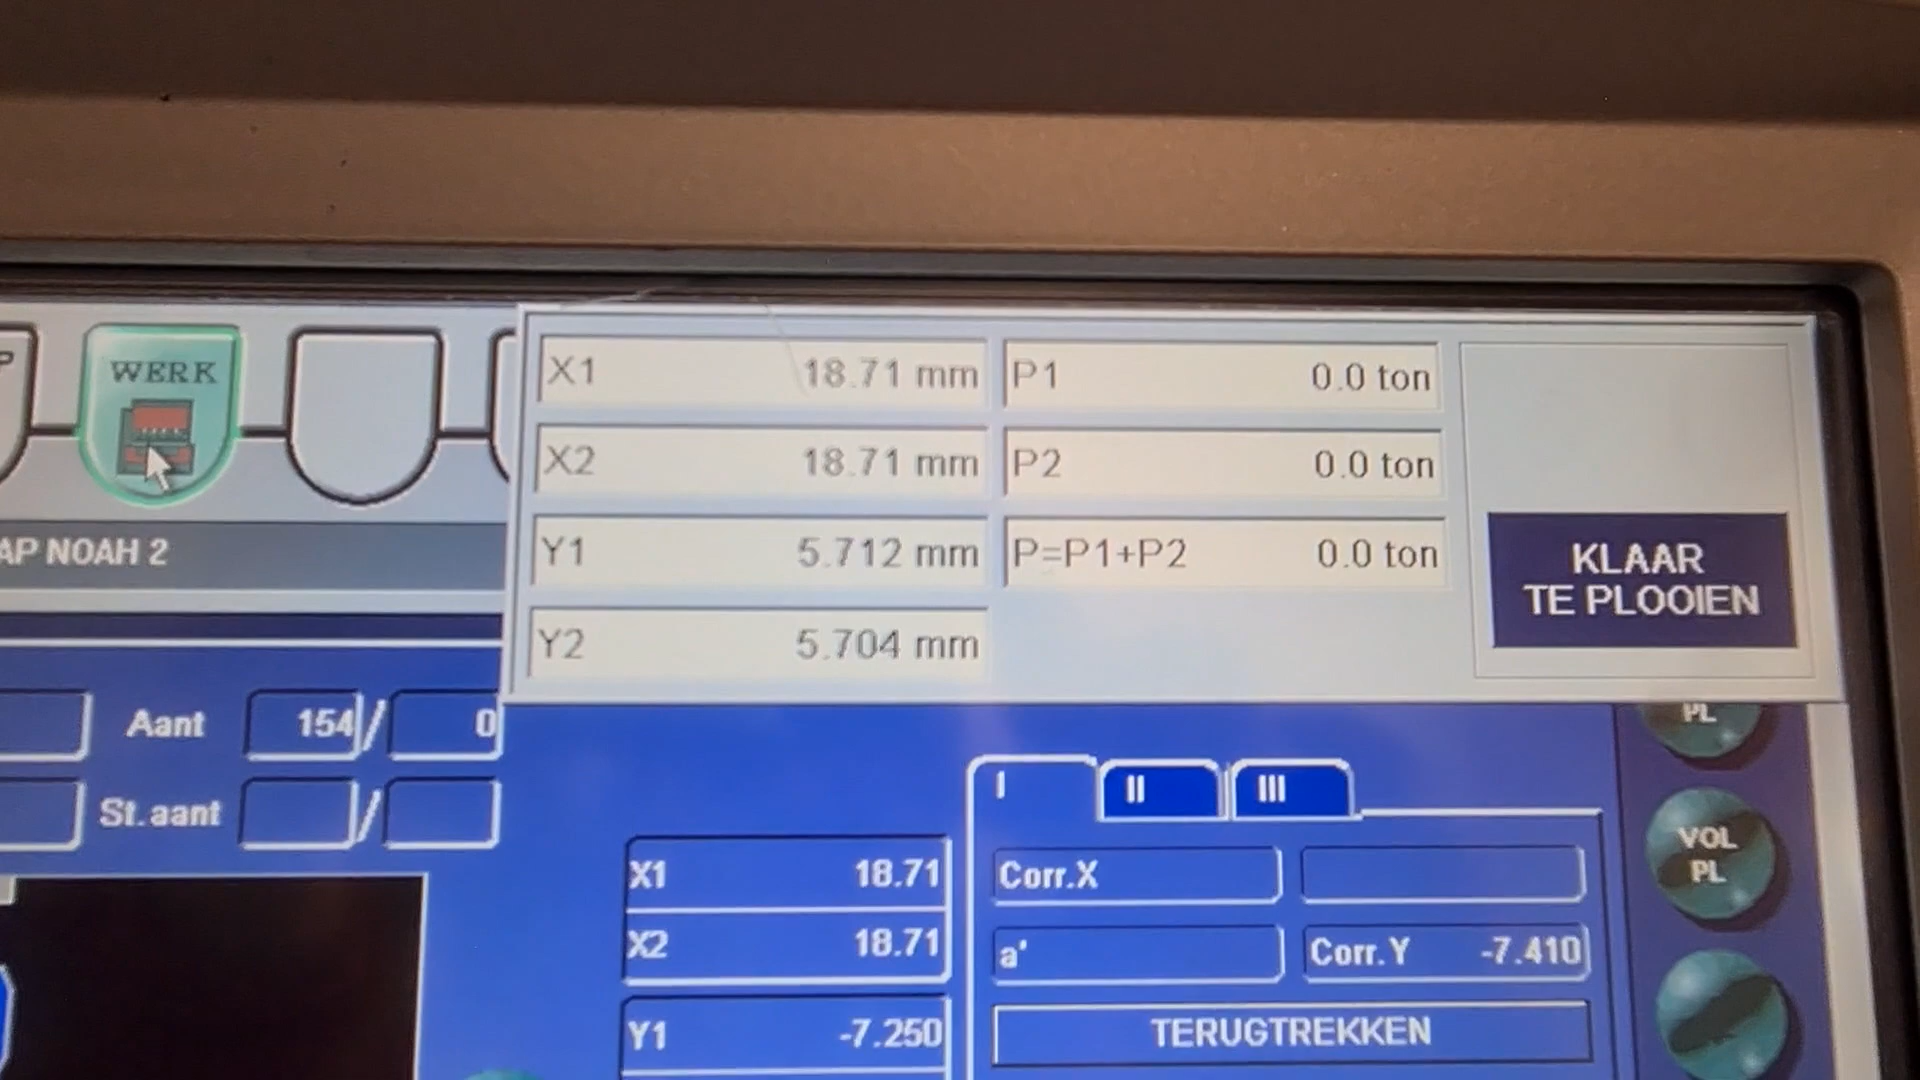 P
WERK
X1 18.71 mm
P1 0.0 ton
X2 18.71 mm
P2 0.0 ton
Y1 5.712 mm
P=P1+P2 0.0 ton
Y2 5.704 mm
KLAAR
TE PLOOIEN
AP NOAH 2
Aant 154/ 0
St.aant /
PL
I II III
VOL
PL
X1 18.71
X2 18.71
Y1 -7.250
Corr.X
a'
Corr.Y -7.410
TERUGTREKKEN